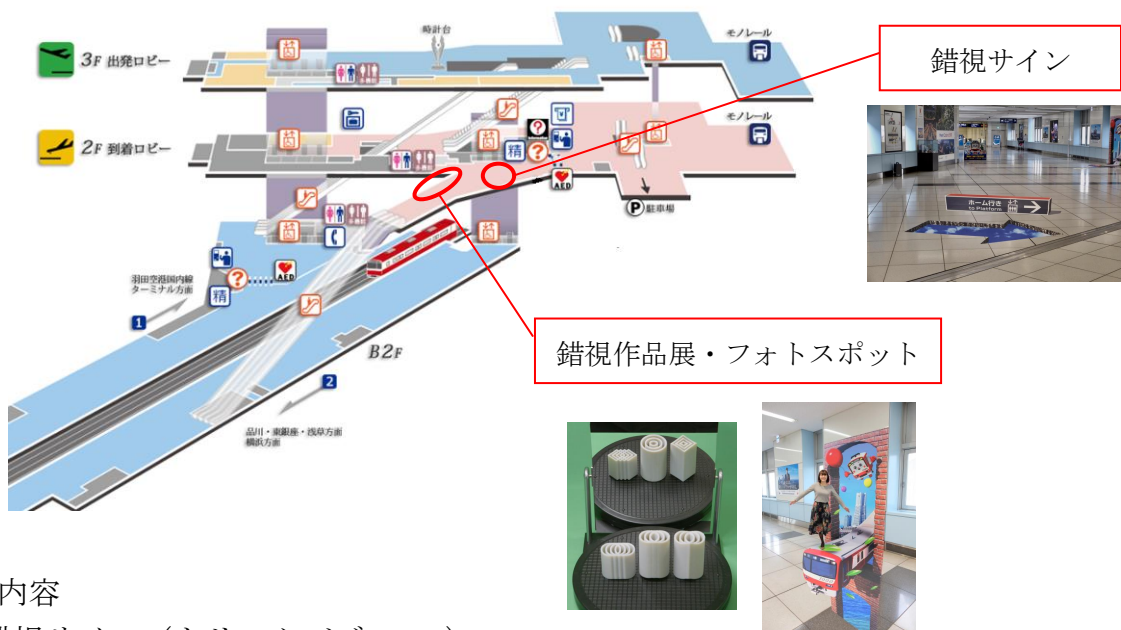 3F 出発ロビー
時計台
モノレール
錯視サイン
2F 到着ロビー
モノレール
精
?
AED
P 駐車場
ホーム行き
to Platform
羽田空港国内線
ターミナル方面
?
AED
精
1
B2F
2
品川・東銀座・浅草方面
横浜方面
錯視作品展・フォトスポット
内容